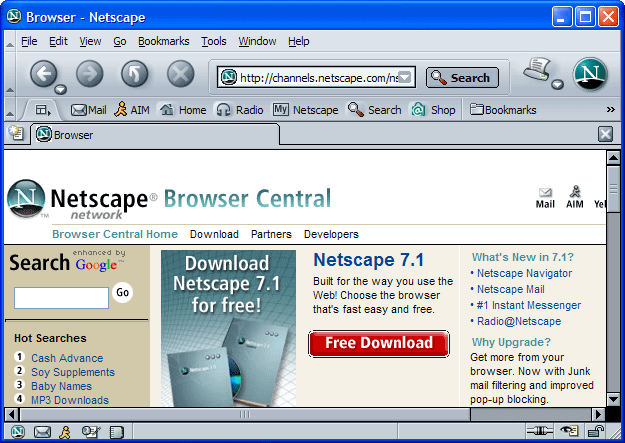 Browser - Netscape
File Edit View Go Bookmarks Tools Window Help
http://channels.netscape.com/ns
Search
Mail AIM Home Radio My Netscape Search Shop Bookmarks »
Browser
N Netscape® Browser Central
network™
Mail AIM Yel
Browser Central Home Download Partners Developers
Search enhanced by Google™
Go
Hot Searches
1 Cash Advance
2 Soy Supplements
3 Baby Names
4 MP3 Downloads
Download
Netscape 7.1
for free!
Netscape 7.1
Built for the way you use the
Web! Choose the browser
that's fast easy and free.
Free Download
What's New in 7.1?
• Netscape Navigator
• Netscape Mail
• #1 Instant Messenger
• Radio@Netscape
Why Upgrade?
Get more from your
browser. Now with Junk
mail filtering and improved
pop-up blocking.